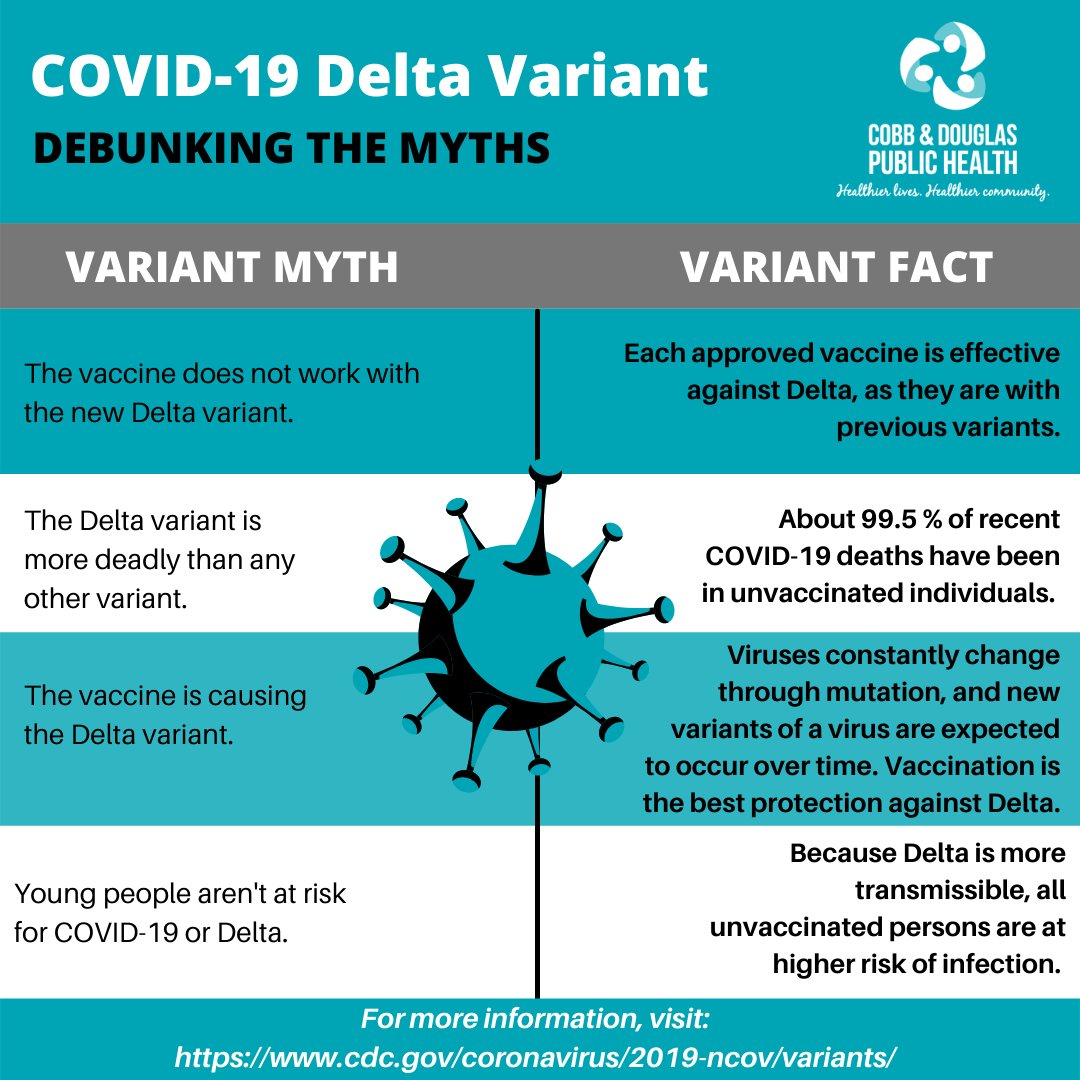 COVID-19 Delta Variant
DEBUNKING THE MYTHS
COBB & DOUGLAS
PUBLIC HEALTH
Healthier lives. Healthier community.
VARIANT MYTH
VARIANT FACT
The vaccine does not work with
the new Delta variant.
Each approved vaccine is effective
against Delta, as they are with
previous variants.
The Delta variant is
more deadly than any
other variant.
About 99.5 % of recent
COVID-19 deaths have been
in unvaccinated individuals.
The vaccine is causing
the Delta variant.
Viruses constantly change
through mutation, and new
variants of a virus are expected
to occur over time. Vaccination is
the best protection against Delta.
Young people aren't at risk
for COVID-19 or Delta.
Because Delta is more
transmissible, all
unvaccinated persons are at
higher risk of infection.
For more information, visit:
https://www.cdc.gov/coronavirus/2019-ncov/variants/